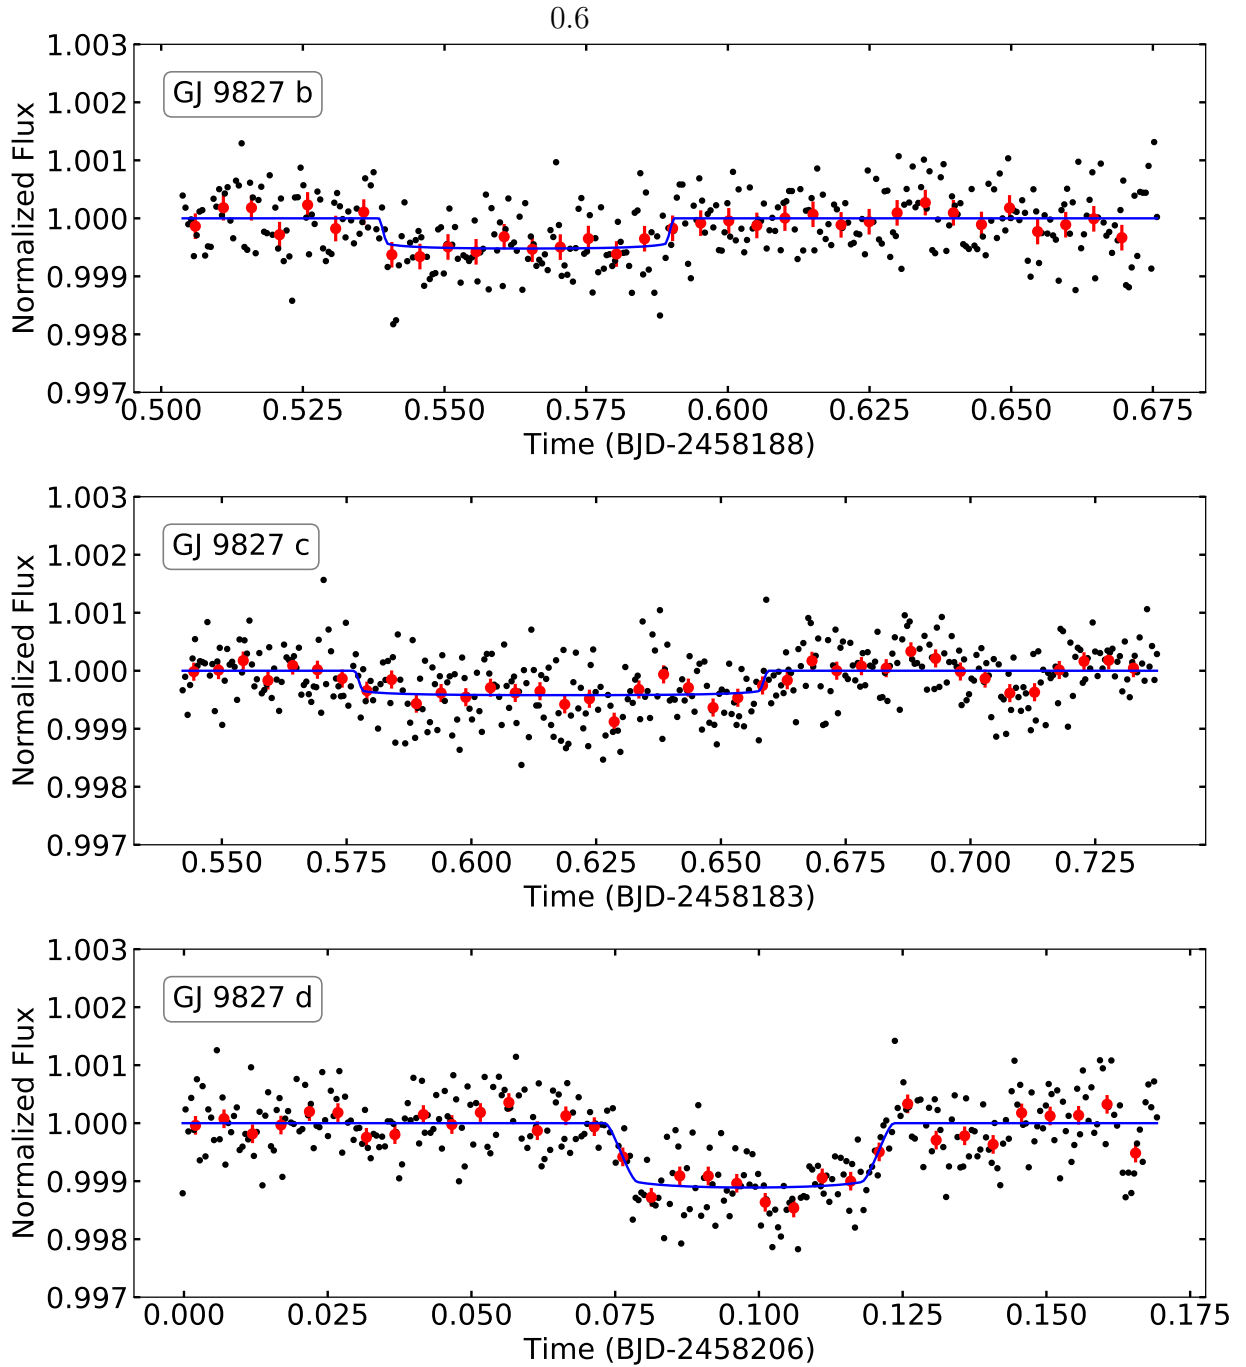 0.6
1.003
GJ 9827 b
1.002
1.001
1.000
0.999
0.998
0.997
Normalized Flux
0.500 0.525 0.550 0.575 0.600 0.625 0.650 0.675
Time (BJD-2458188)
1.003
GJ 9827 c
1.002
1.001
1.000
0.999
0.998
0.997
Normalized Flux
0.550 0.575 0.600 0.625 0.650 0.675 0.700 0.725
Time (BJD-2458183)
1.003
GJ 9827 d
1.002
1.001
1.000
0.999
0.998
0.997
Normalized Flux
0.000 0.025 0.050 0.075 0.100 0.125 0.150 0.175
Time (BJD-2458206)